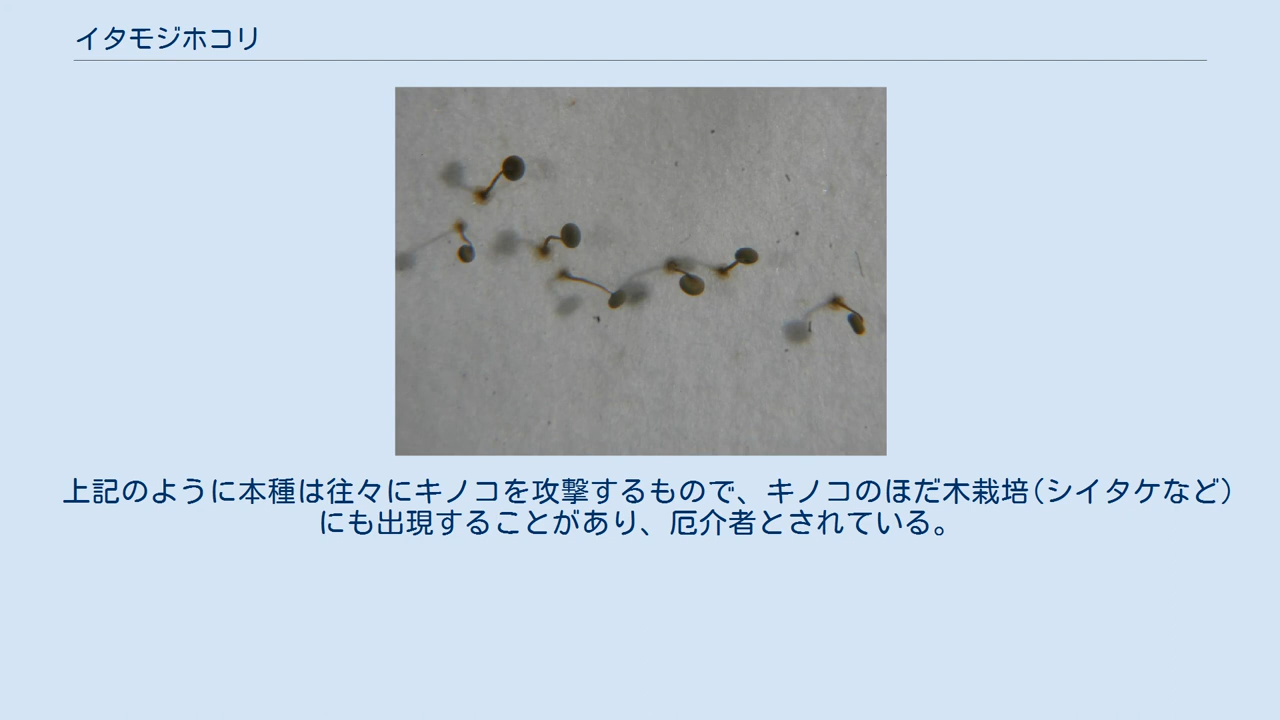 イタモジホコリ
上記のように本種は往々にキノコを攻撃するもので、キノコのほだ木栽培(シイタケなど)
にも出現することがあり、厄介者とされている。